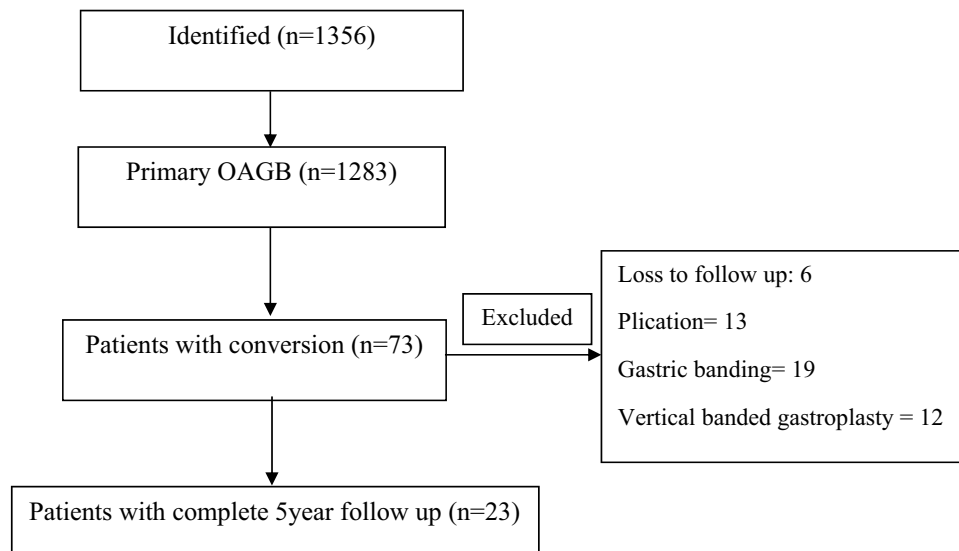 Identified (n=1356)
Primary OAGB (n=1283)
Patients with conversion (n=73)
Excluded
Loss to follow up: 6
Plication= 13
Gastric banding= 19
Vertical banded gastroplasty = 12
Patients with complete 5year follow up (n=23)